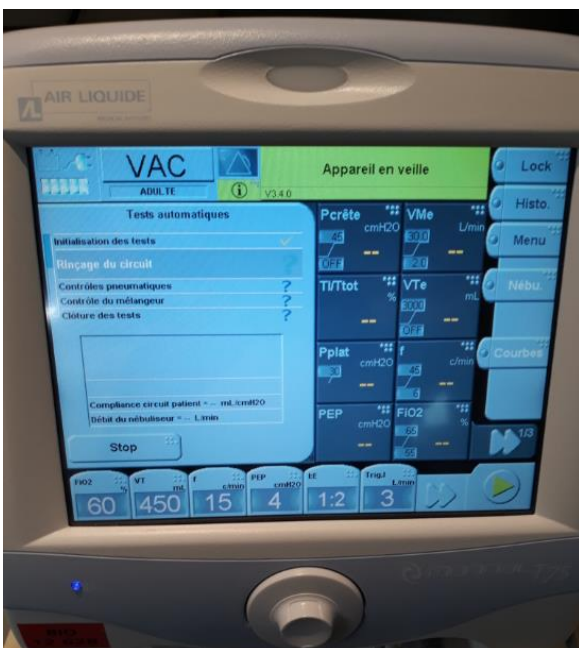 AIR LIQUIDE
VAC
ADULTE
V3.4.0
Appareil en veille
Lock
Histo.
Menu
Nébu.
Courbes
1/3
Tests automatiques
Initialisation des tests
Rinçage du circuit ?
Contrôles pneumatiques ?
Contrôle du mélangeur ?
Clôture des tests ?
Compliance circuit patient = -- mL/cmH2O
Débit du nébuliseur = -- L/min
Stop
Pcrête cmH2O
45
OFF
--
VMe L/min
30.0
2.0
--
TI/Ttot %
--
VTe mL
3000
OFF
--
Pplat cmH2O
30
--
f c/min
45
6
--
PEP cmH2O
--
FiO2 %
65
55
--
FiO2 %
60
VT mL
450
f c/min
15
PEP cmH2O
4
I:E
1:2
Trig.I L/min
3
BIO